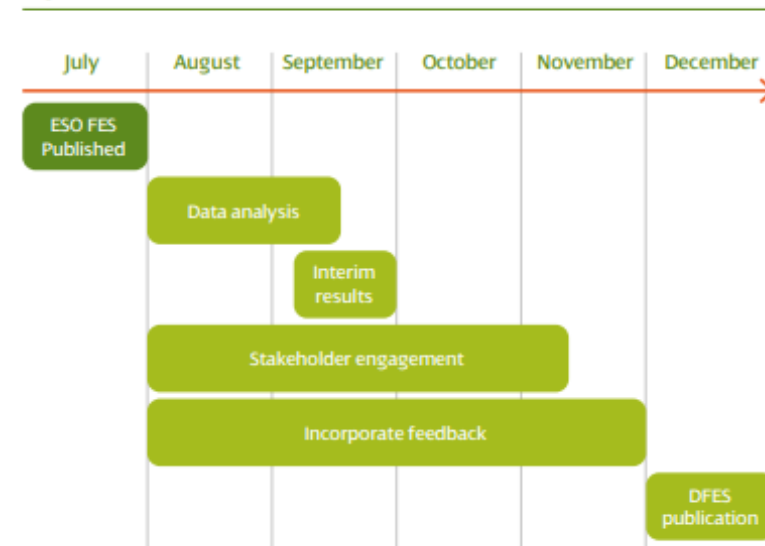 July August September October November December
ESO FES
Published
Data analysis
Interim
results
Stakeholder engagement
Incorporate feedback
DFES
publication